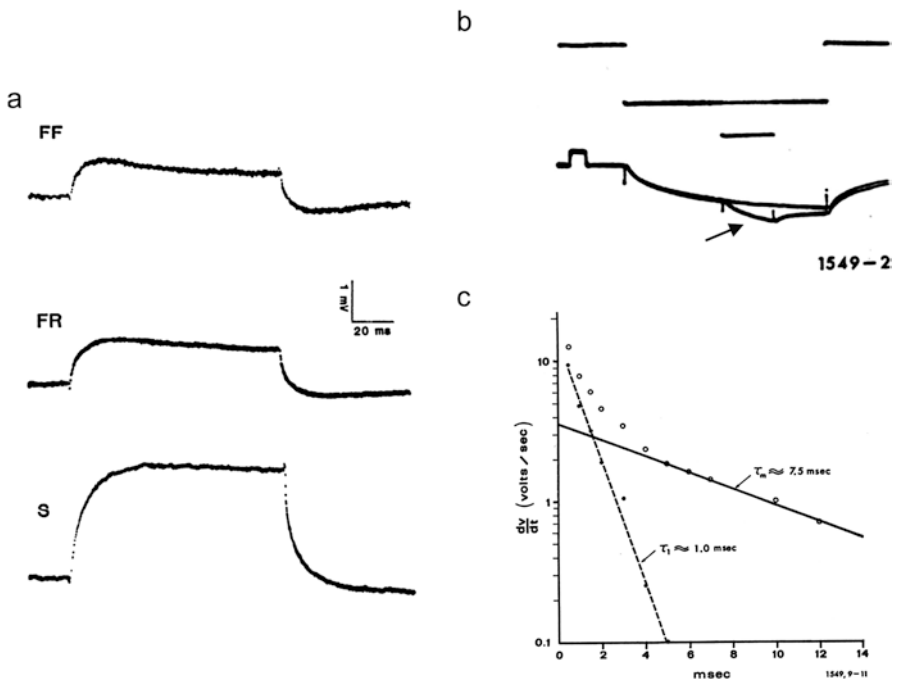 a
FF
FR
1 mV
20 ms
S
b
1549-2
c
dv/dt (volts/sec)
10
1
0.1
τm ≈ 7.5 msec
τ1 ≈ 1.0 msec
0 2 4 6 8 10 12 14
msec
1549, 9-11